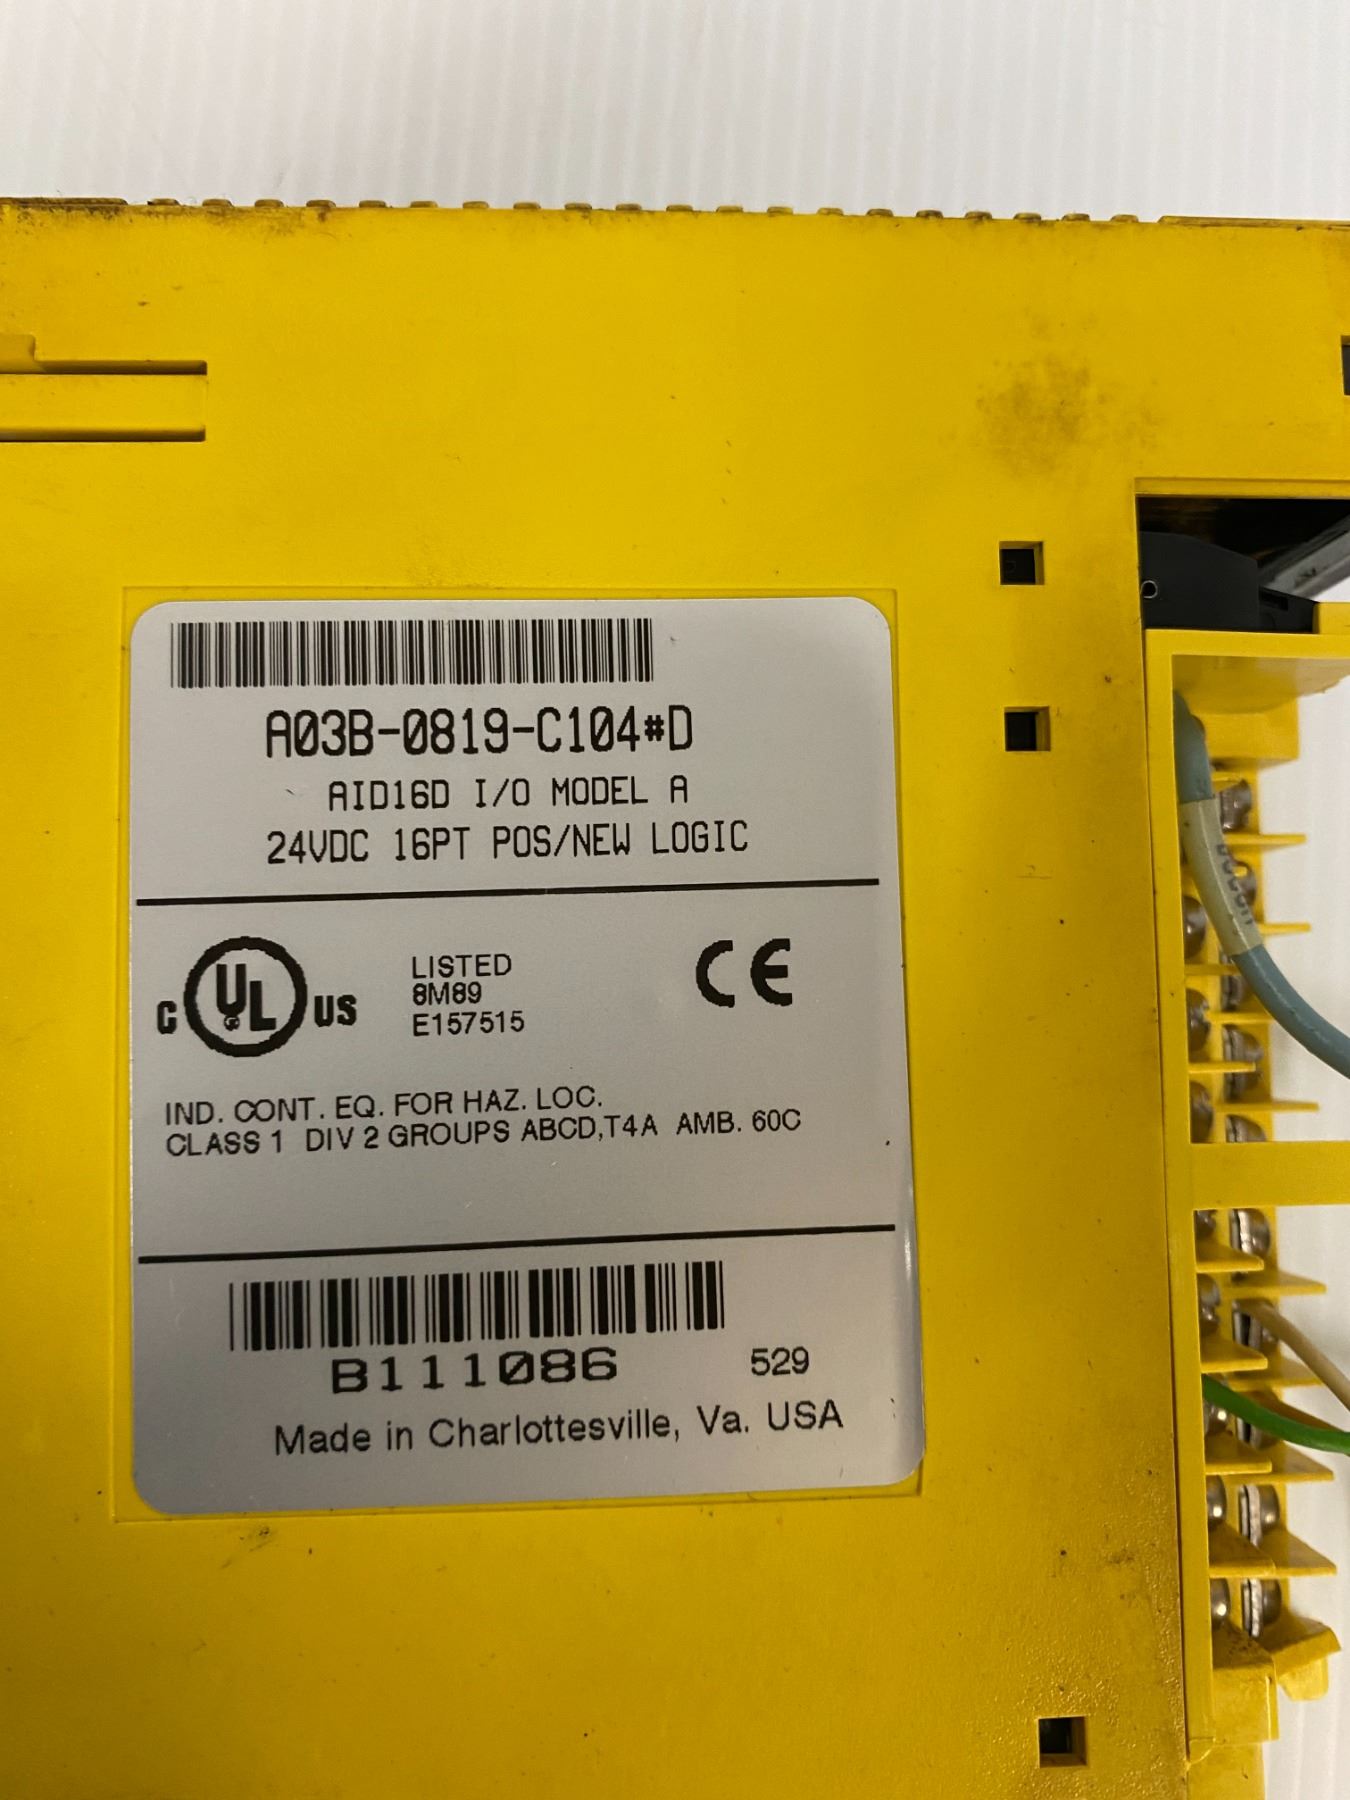 A03B-0819-C104#D
AID16D I/O MODEL A
24VDC 16PT POS/NEW LOGIC
C UL US
LISTED
8M89
E157515
CE
IND. CONT. EQ. FOR HAZ. LOC.
CLASS 1 DIV 2 GROUPS ABCD,T4A AMB. 60C
B111086 529
Made in Charlottesville, Va. USA